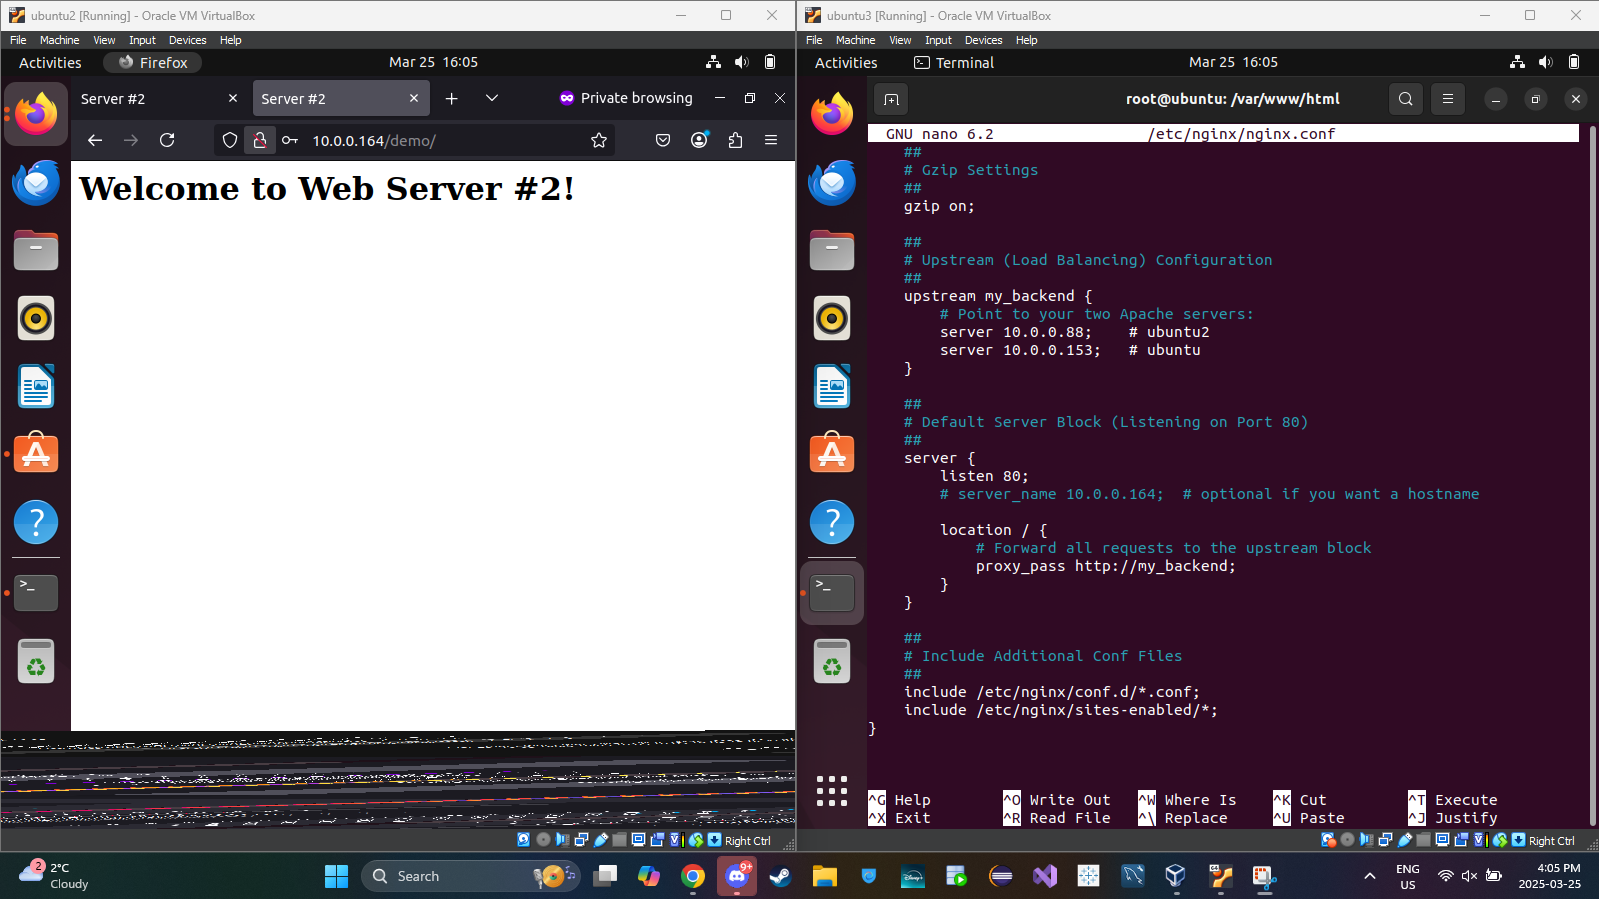 ubuntu2 [Running] - Oracle VM VirtualBox
File Machine View Input Devices Help
Activities Firefox Mar 25 16:05
Server #2 Server #2 Private browsing
10.0.0.164/demo/
Welcome to Web Server #2!
Right Ctrl
ubuntu3 [Running] - Oracle VM VirtualBox
File Machine View Input Devices Help
Activities Terminal Mar 25 16:05
root@ubuntu: /var/www/html
GNU nano 6.2 /etc/nginx/nginx.conf
##
# Gzip Settings
##
gzip on;
##
# Upstream (Load Balancing) Configuration
##
upstream my_backend {
# Point to your two Apache servers:
server 10.0.0.88; # ubuntu2
server 10.0.0.153; # ubuntu
}
##
# Default Server Block (Listening on Port 80)
##
server {
listen 80;
# server_name 10.0.0.164; # optional if you want a hostname
location / {
# Forward all requests to the upstream block
proxy_pass http://my_backend;
}
}
##
# Include Additional Conf Files
##
include /etc/nginx/conf.d/*.conf;
include /etc/nginx/sites-enabled/*;
}
^G Help ^O Write Out ^W Where Is ^K Cut ^T Execute
^X Exit ^R Read File ^\ Replace ^U Paste ^J Justify
Right Ctrl
2
2°C
Cloudy
Search
9+
Disney+
ENG
US
4:05 PM
2025-03-25